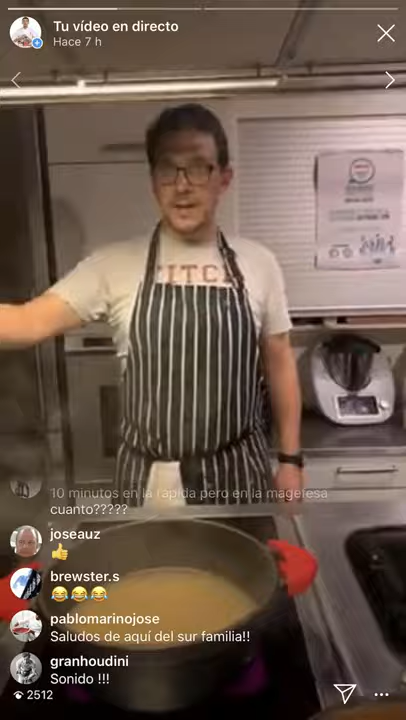 Tu vídeo en directo
Hace 7 h
ITC
10 minutos en la rápida pero en la magefesa
cuanto?????
joseauz
👍
brewster.s
😂😂😂
pablomarinojose
Saludos de aquí del sur familia!!
granhoudini
Sonido !!!
2512